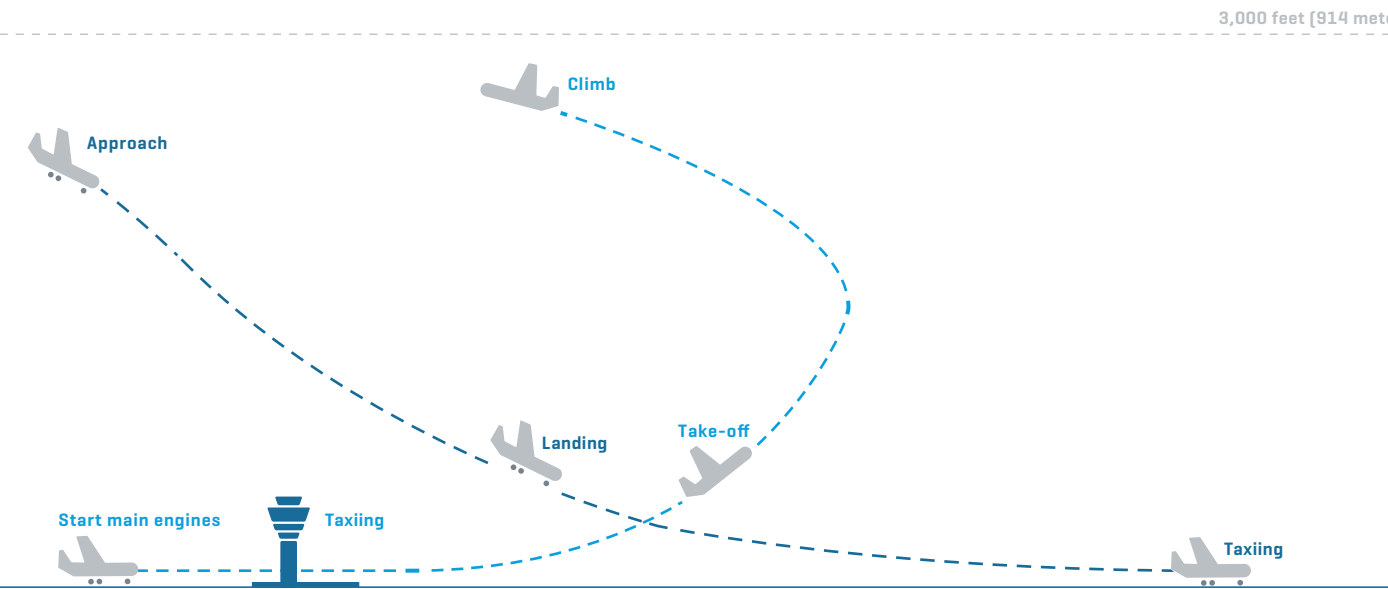 3,000 feet (914
Climb
Approach
Take-off
Landing
Start main engines
Taxiing
Taxiing